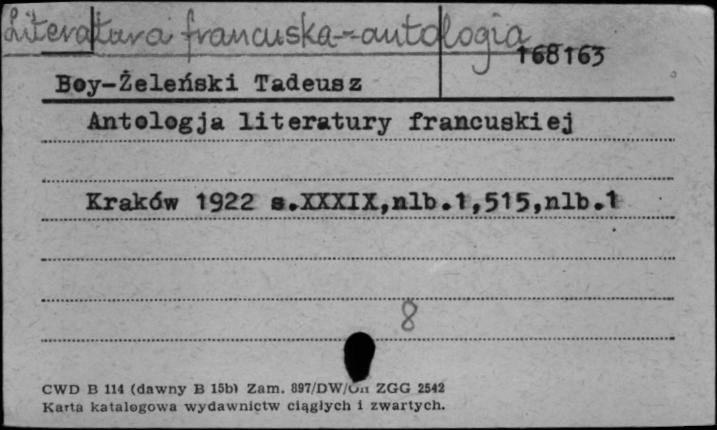 Literatura francuska--antologia
168163
Boy-Żeleński Tadeusz
Antologja literatury francuskiej
Kraków 1922 s.XXXIX,nlb.1,515,nlb.1
8
CWD B 114 (dawny B 15b) Zam. 897/DW/ ZGG 2542
Karta katalogowa wydawnictw ciągłych i zwartych.